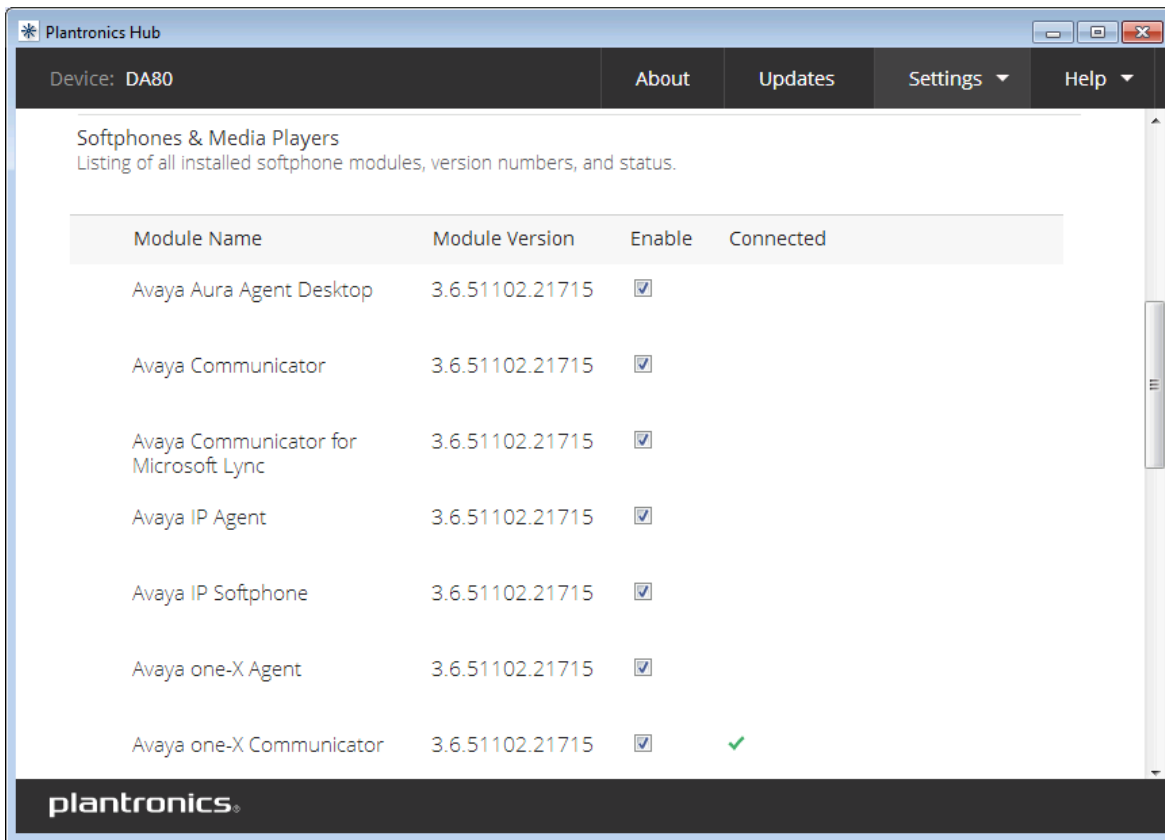 Plantronics Hub
Device: DA80 About Updates Settings Help
Softphones & Media Players
Listing of all installed softphone modules, version numbers, and status.
Module Name Module Version Enable Connected
Avaya Aura Agent Desktop 3.6.51102.21715
Avaya Communicator 3.6.51102.21715
Avaya Communicator for 3.6.51102.21715
Microsoft Lync
Avaya IP Agent 3.6.51102.21715
Avaya IP Softphone 3.6.51102.21715
Avaya one-X Agent 3.6.51102.21715
Avaya one-X Communicator 3.6.51102.21715
plantronics®